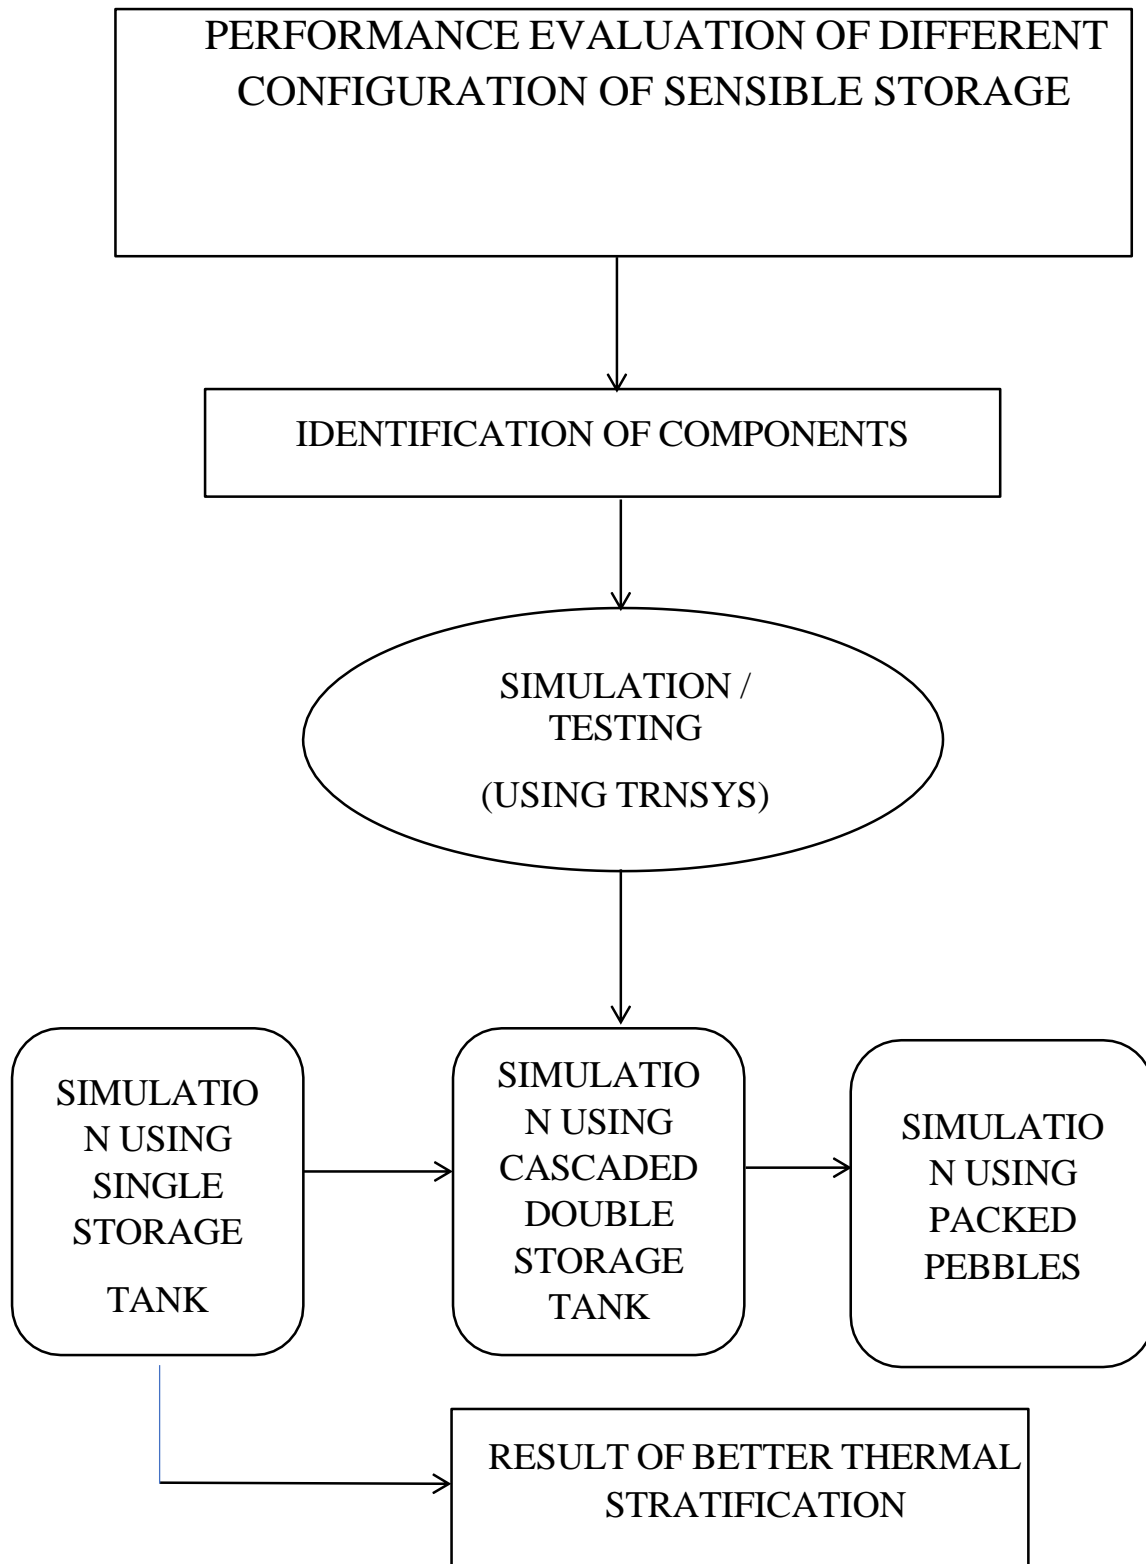 PERFORMANCE EVALUATION OF DIFFERENT
CONFIGURATION OF SENSIBLE STORAGE
IDENTIFICATION OF COMPONENTS
SIMULATION /
TESTING
(USING TRNSYS)
SIMULATIO
N USING
SINGLE
STORAGE
TANK
SIMULATIO
N USING
CASCADED
DOUBLE
STORAGE
TANK
SIMULATIO
N USING
PACKED
PEBBLES
RESULT OF BETTER THERMAL
STRATIFICATION